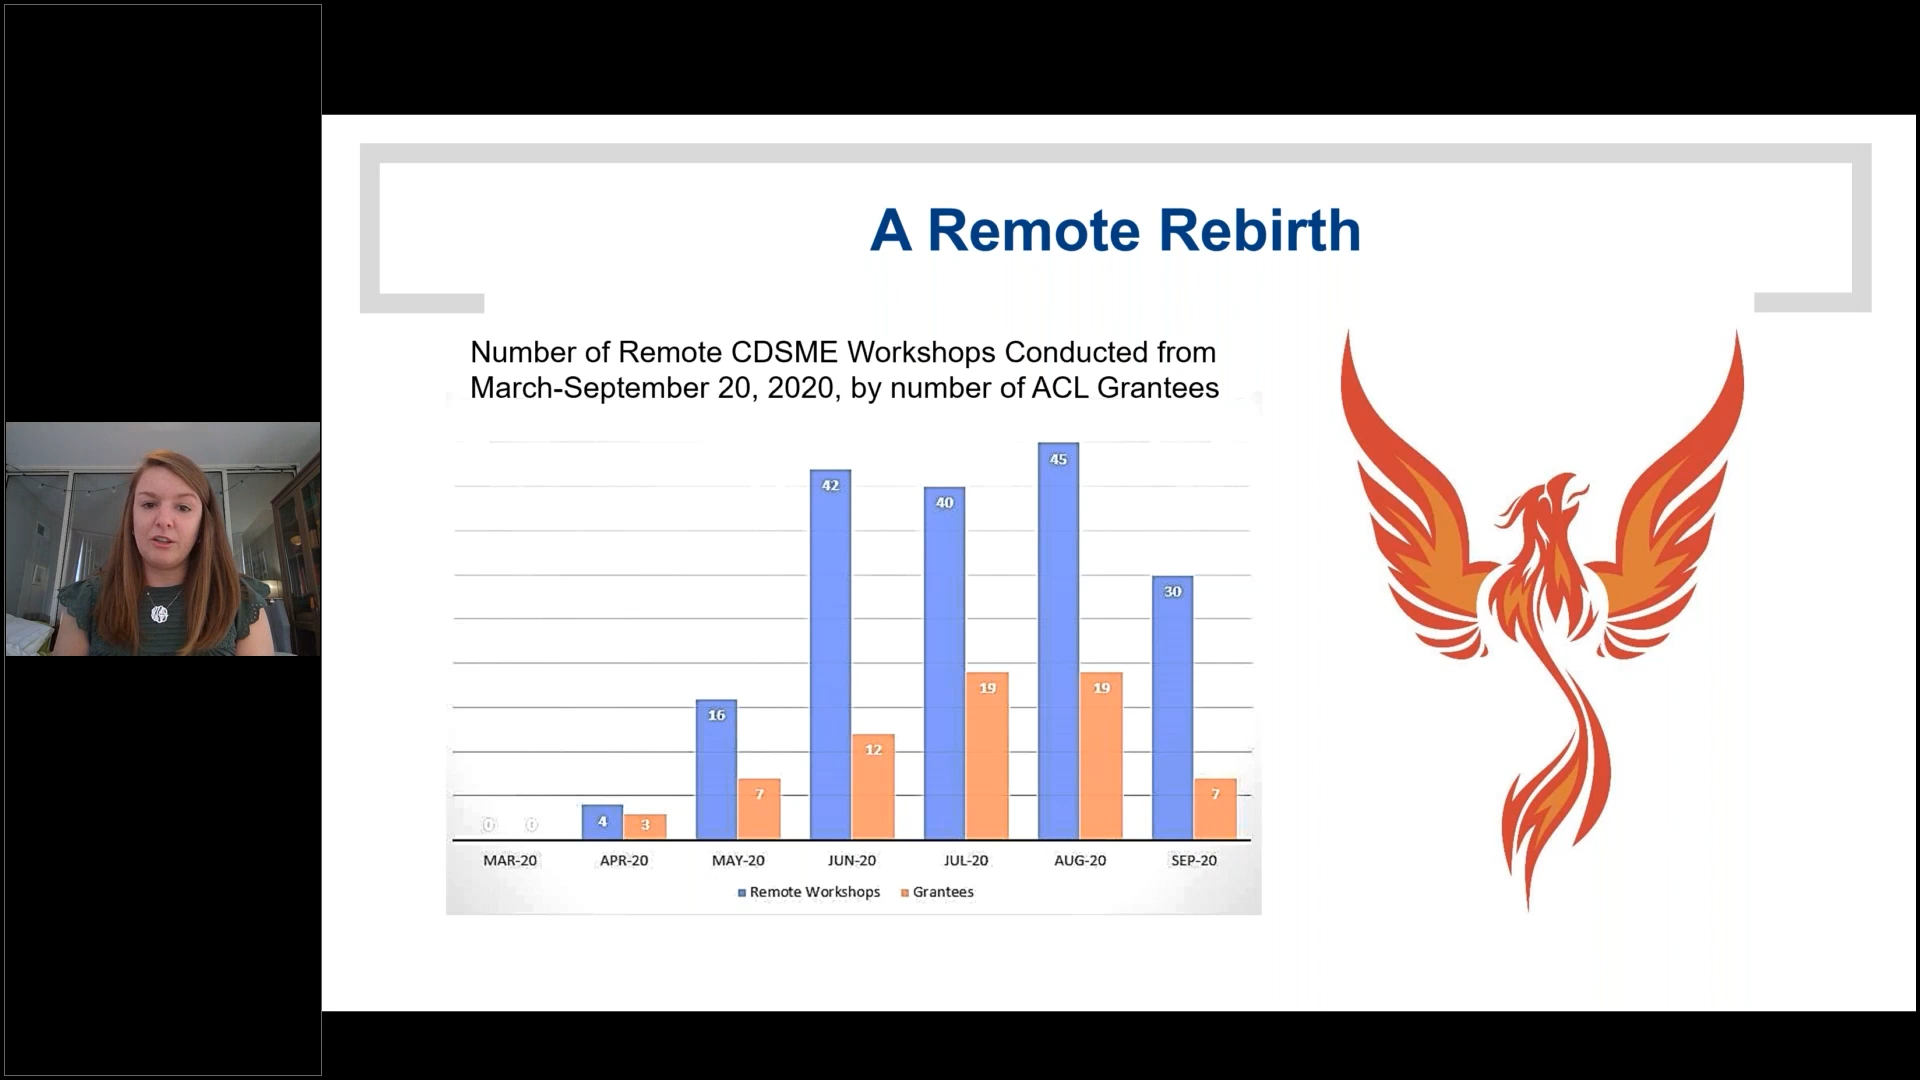 A Remote Rebirth
Number of Remote CDSME Workshops Conducted from
March-September 20, 2020, by number of ACL Grantees
0 0 4 3 16 7 42 12 40 19 45 19 30 7
MAR-20 APR-20 MAY-20 JUN-20 JUL-20 AUG-20 SEP-20
Remote Workshops Grantees